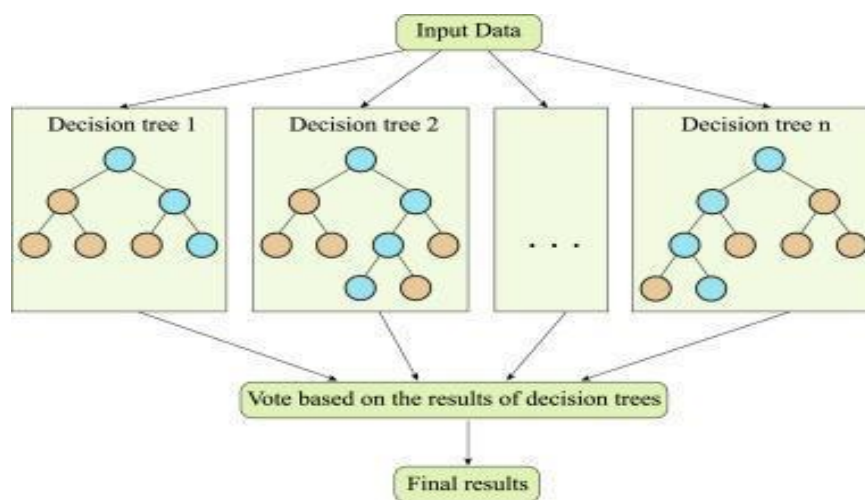 Input Data
Decision tree 1
Decision tree 2
Decision tree n
. . .
Vote based on the results of decision trees
Final results